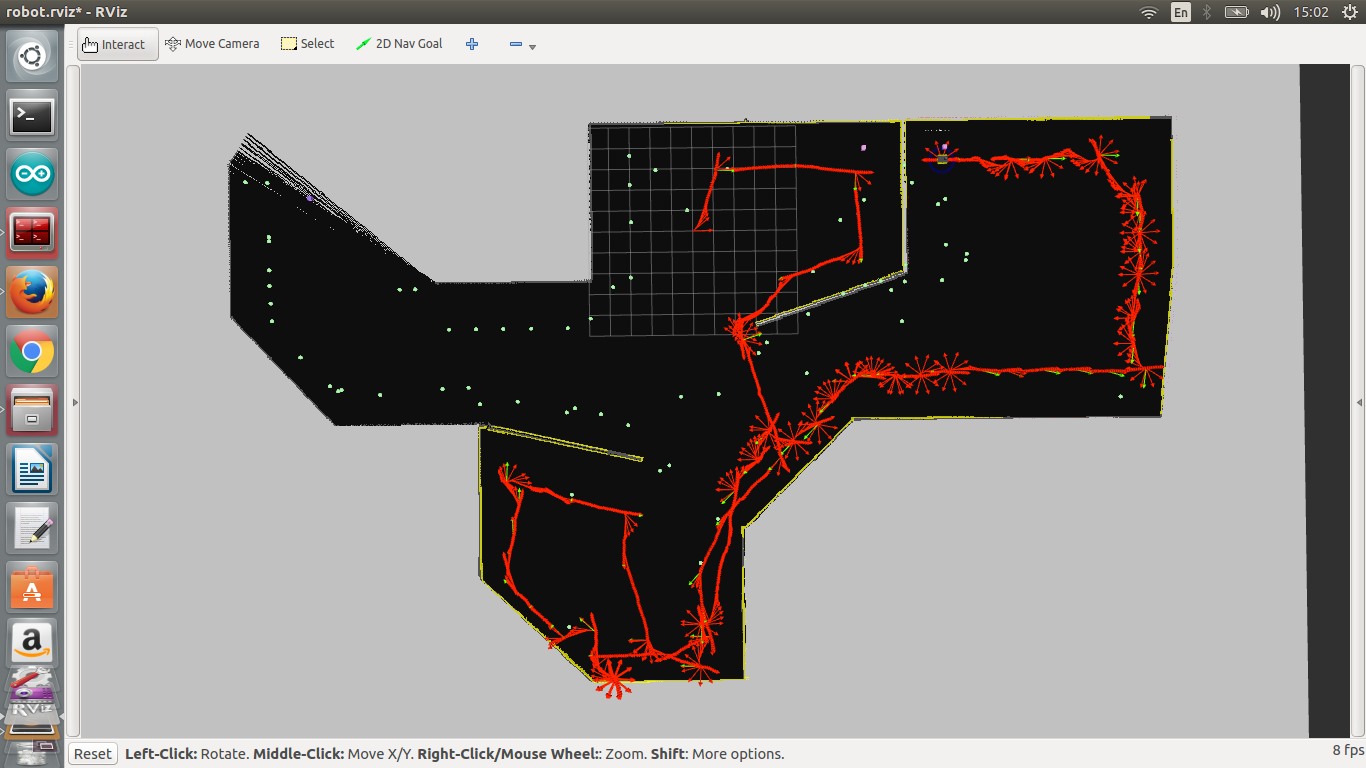 robot.rviz* - RViz
En
15:02
Interact
Move Camera
Select
2D Nav Goal
Reset
Left-Click: Rotate. Middle-Click: Move X/Y. Right-Click/Mouse Wheel:: Zoom. Shift: More options.
8 fps
RViz